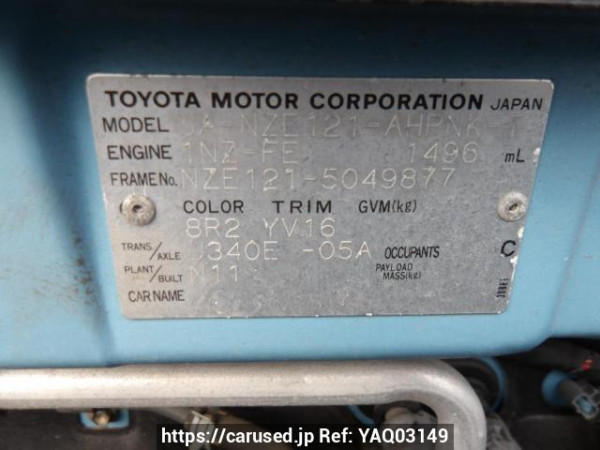 TOYOTA MOTOR CORPORATION JAPAN
MODEL UA-NZE121-AHPNK-
ENGINE 1NZ-FE 1496 mL
FRAME No. NZE121-5049877
COLOR TRIM GVM(kg)
8R2 YV16
TRANS/AXLE U340E -05A OCCUPANTS C
PLANT/BUILT M11 PAYLOAD MASS(kg)
CAR NAME
https://carused.jp Ref: YAQ03149